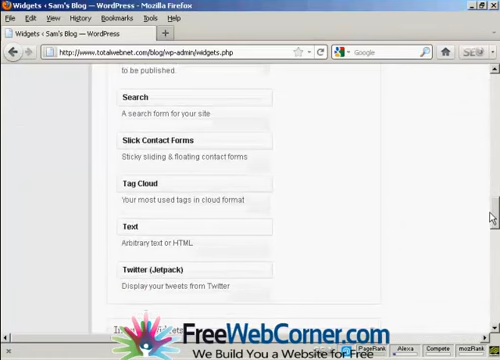 Widgets ‹ Sam's Blog — WordPress - Mozilla Firefox
File Edit View History Bookmarks Tools Help
Widgets ‹ Sam's Blog — WordPress
http://www.totalwebnet.com/blog/wp-admin/widgets.php
Google
SEO
to be published
Search
A search form for your site
Slick Contact Forms
Sticky sliding & floating contact forms
Tag Cloud
Your most used tags in cloud format
Text
Arbitrary text or HTML
Twitter (Jetpack)
Display your tweets from Twitter
FreeWebCorner.com
We Build You a Website for Free
PageRank Alexa Compete mozRank